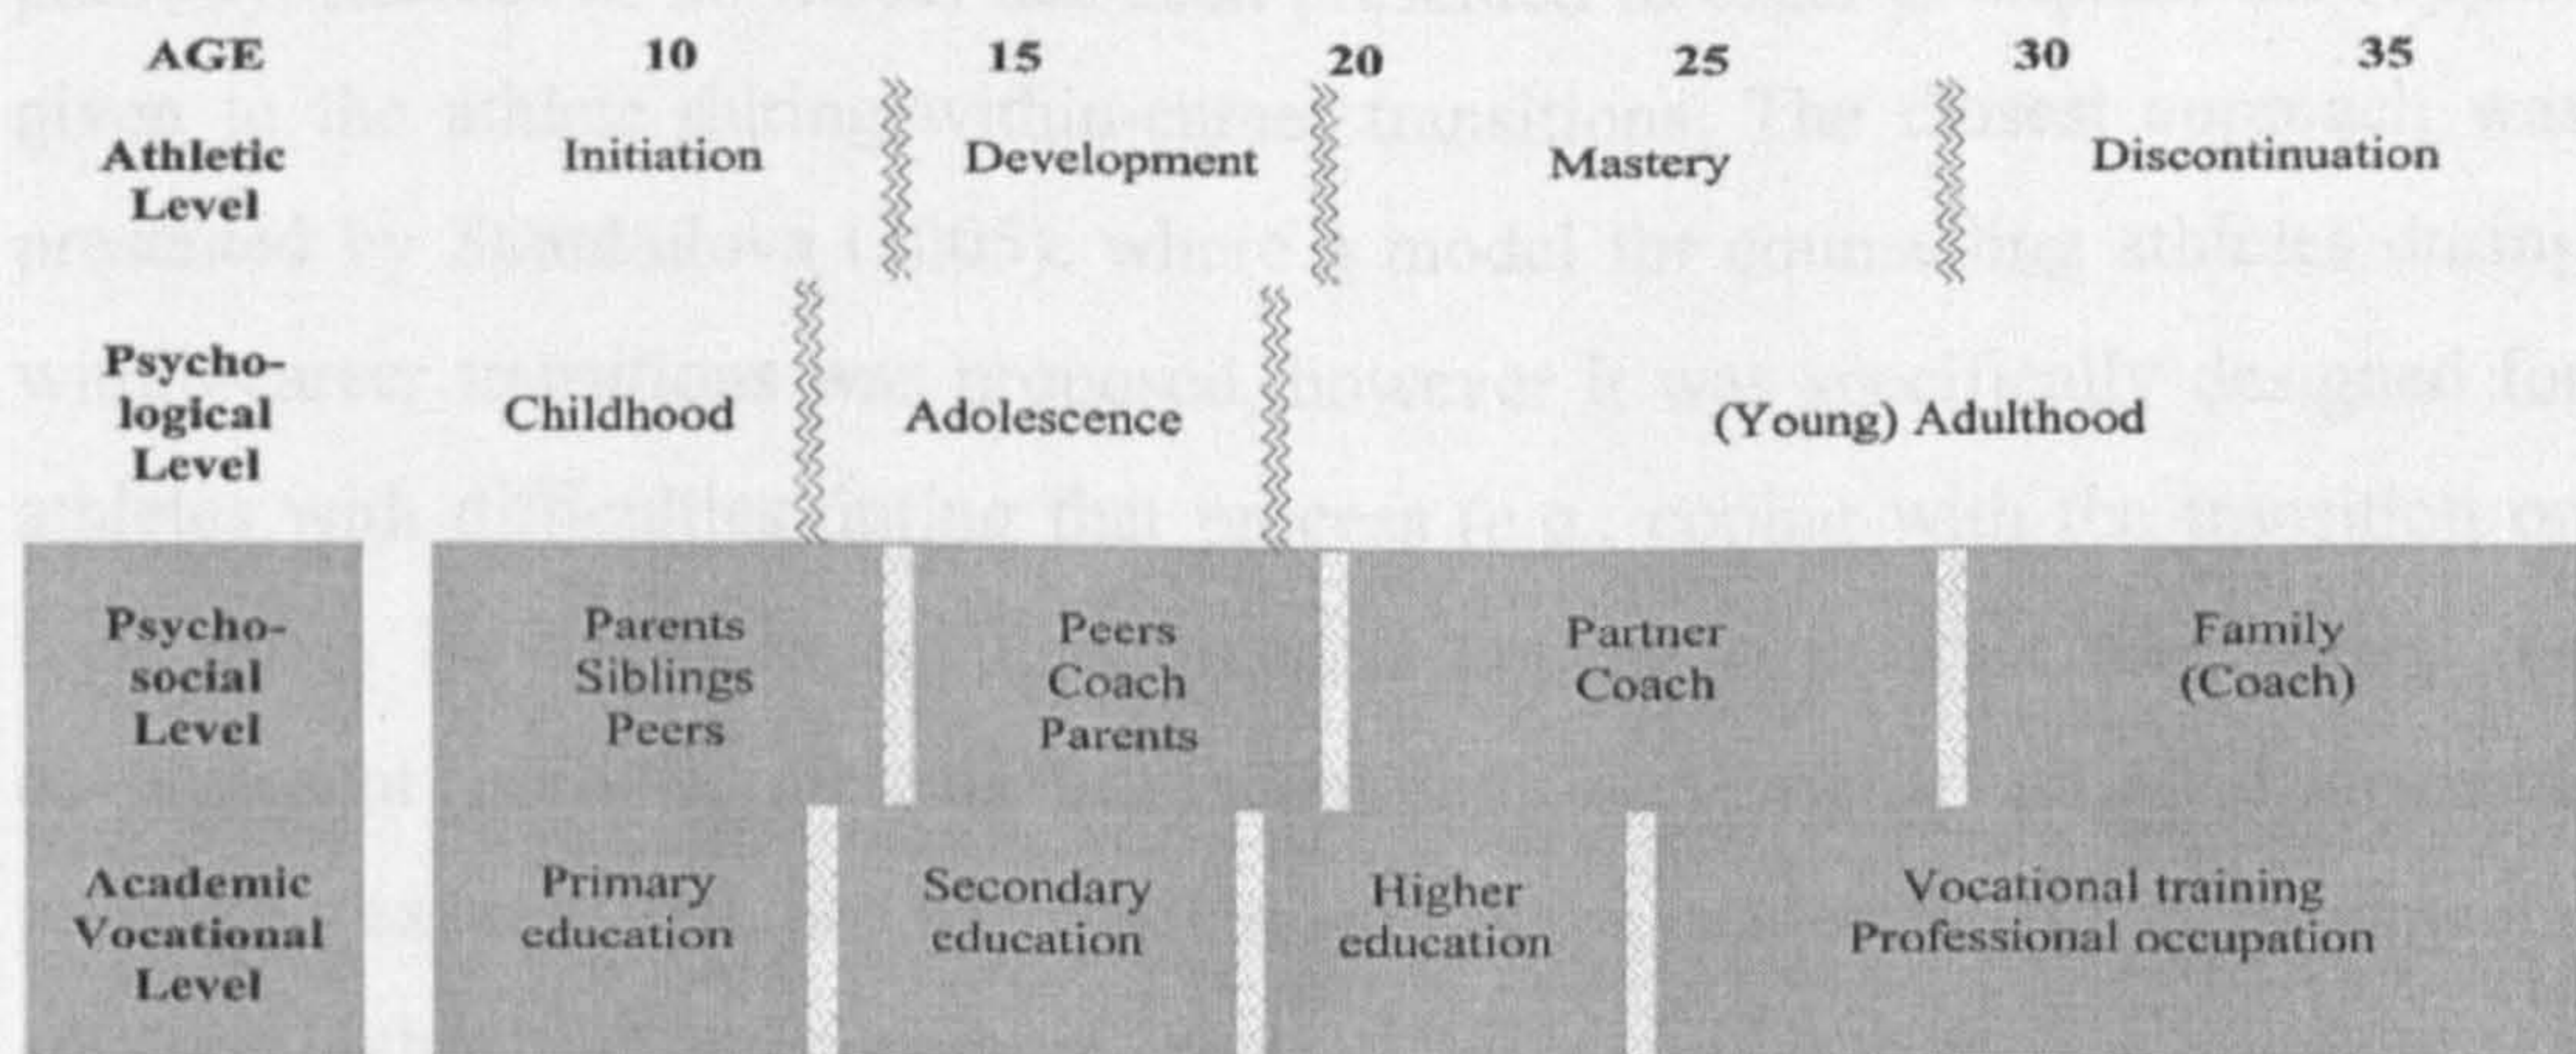 AGE 10 15 20 25 30 35
Athletic
Level
Initiation Development Mastery Discontinuation
Psycho-
logical
Level
Childhood Adolescence (Young) Adulthood
Psycho-
social
Level
Parents
Siblings
Peers
Peers
Coach
Parents
Partner
Coach
Family
(Coach)
Academic
Vocational
Level
Primary
education
Secondary
education
Higher
education
Vocational training
Professional occupation